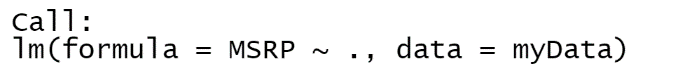 Call:
lm(formula = MSRP ~ ., data = myData)